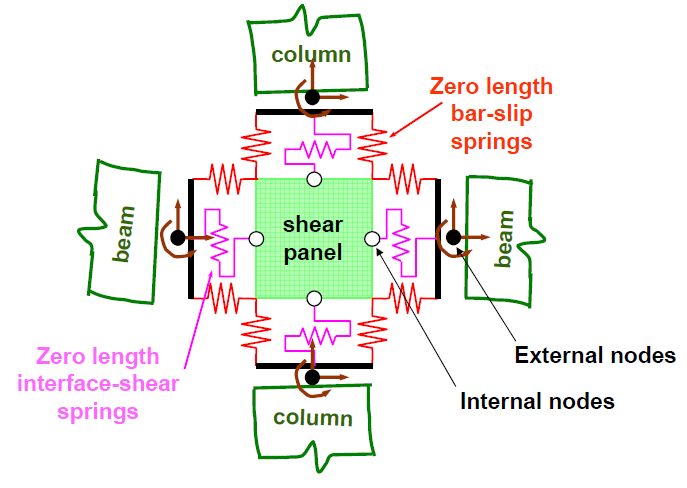 column
Zero length
bar-slip
springs
beam
shear
panel
beam
Zero length
interface-shear
springs
External nodes
Internal nodes
column